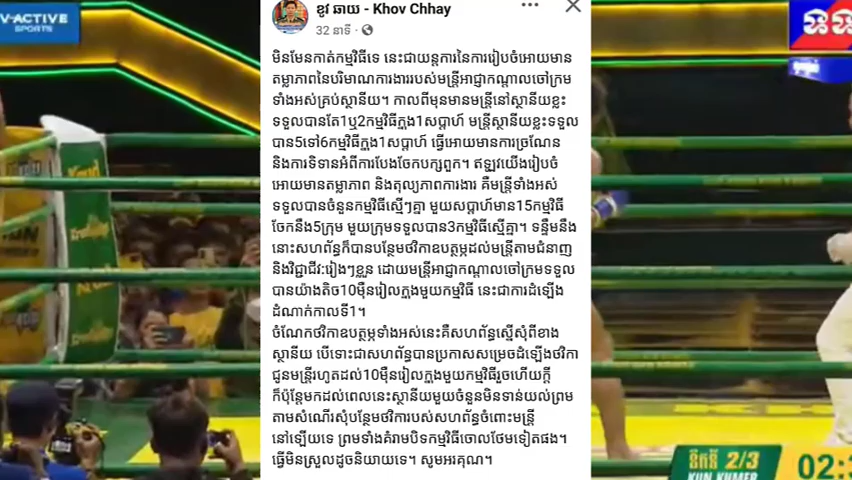 V-ACTIVE
SPORTS
ខូវ ឆាយ - Khov Chhay
32 នាទី ·
មិនមែនកាត់កម្មវិធីទេ នេះជាយន្តការនៃការរៀបចំអោយមាន
តម្លាភាពនៃបរិមាណការងាររបស់មន្ត្រីអាជ្ញាកណ្តាលចៅក្រម
ទាំងអស់គ្រប់ស្ថានីយ។ កាលពីមុនមានមន្ត្រីនៅស្ថានីយខ្លះ
ទទួលបានតែ1ឬ2កម្មវិធីក្នុង1សប្តាហ៍ មន្ត្រីស្ថានីយខ្លះទទួល
បាន5ទៅ6កម្មវិធីក្នុង1សប្តាហ៍ ធ្វើអោយមានការច្រណែន
និងការទិទានអំពីការបែងចែកបក្សពួក។ ឥឡូវយើងរៀបចំ
អោយមានតម្លាភាព និងតុល្យភាពការងារ គឺមន្ត្រីទាំងអស់
ទទួលបានចំនួនកម្មវិធីស្មើៗគ្នា មួយសប្តាហ៍មាន15កម្មវិធី
ចែកនឹង5ក្រុម មួយក្រុមទទួលបាន3កម្មវិធីស្មើគ្នា។ ទន្ទឹមនឹង
នោះសហព័ន្ធក៏បានបន្ថែមថវិកាឧបត្ថម្ភដល់មន្ត្រីតាមជំនាញ
និងវិជ្ជាជីវៈរៀងៗខ្លួន ដោយមន្ត្រីអាជ្ញាកណ្តាលចៅក្រមទទួល
បានយ៉ាងតិច10ម៉ឺនរៀលក្នុងមួយកម្មវិធី នេះជាការដំឡើង
ដំណាក់កាលទី1។
ចំណែកថវិកាឧបត្ថម្ភទាំងអស់នេះគឺសហព័ន្ធស្នើសុំពីខាង
ស្ថានីយ បើទោះជាសហព័ន្ធបានប្រកាសសម្រេចដំឡើងថវិកា
ជូនមន្ត្រីរហូតដល់10ម៉ឺនរៀលក្នុងមួយកម្មវិធីរួចហើយក្តី
ក៏ប៉ុន្តែមកដល់ពេលនេះស្ថានីយមួយចំនួនមិនទាន់យល់ព្រម
តាមសំណើរសុំបន្ថែមថវិការបស់សហព័ន្ធចំពោះមន្ត្រី
នៅឡើយទេ ព្រមទាំងគំរាមបិទកម្មវិធីចោលថែមទៀតផង។
ធ្វើមិនស្រួលដូចនិយាយទេ។ សូមអរគុណ។
ទឹកទី 2/3
KUN KHMER